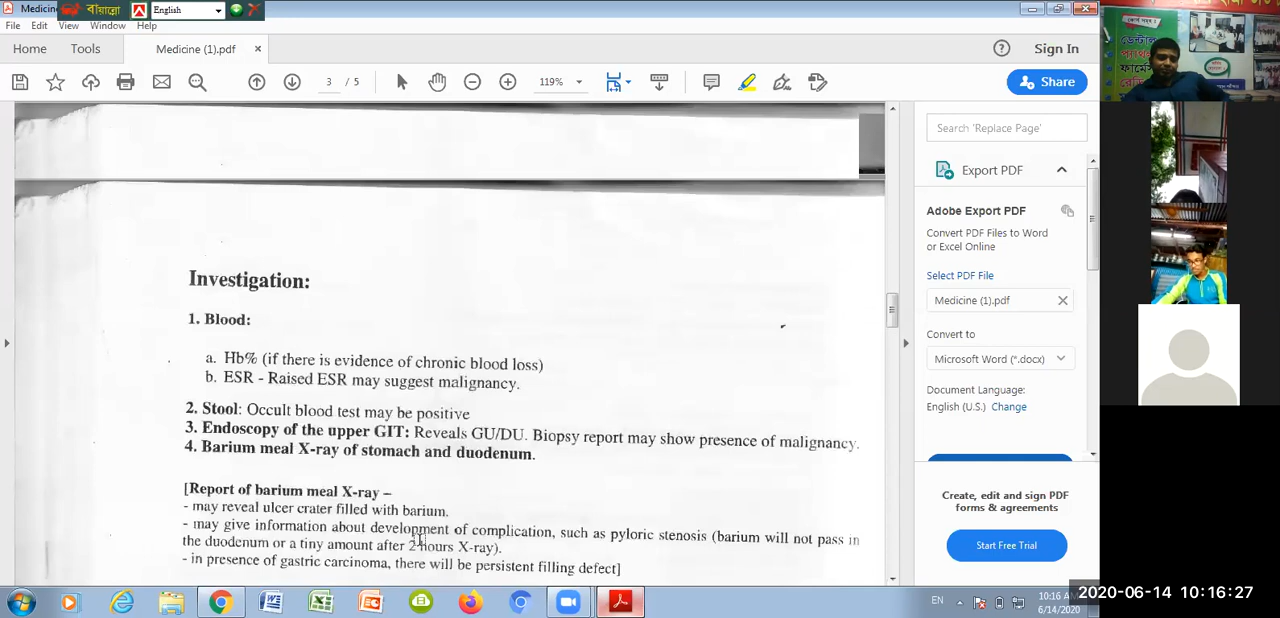 Medicin
বায়ান্নো
English
File Edit View Window Help
Home Tools Medicine (1).pdf Sign In
3 / 5 119% Share
Investigation:
1. Blood:
a. Hb% (if there is evidence of chronic blood loss)
b. ESR - Raised ESR may suggest malignancy.
2. Stool: Occult blood test may be positive
3. Endoscopy of the upper GIT: Reveals GU/DU. Biopsy report may show presence of malignancy.
4. Barium meal X-ray of stomach and duodenum.
[Report of barium meal X-ray –
- may reveal ulcer crater filled with barium.
- may give information about development of complication, such as pyloric stenosis (barium will not pass in
the duodenum or a tiny amount after 2 hours X-ray).
- in presence of gastric carcinoma, there will be persistent filling defect]
Search 'Replace Page'
Export PDF
Adobe Export PDF
Convert PDF Files to Word
or Excel Online
Select PDF File
Medicine (1).pdf
Convert to
Microsoft Word (*.docx)
Document Language:
English (U.S.) Change
Create, edit and sign PDF
forms & agreements
Start Free Trial
EN
10:16 AM
6/14/2020
2020-06-14 10:16:27